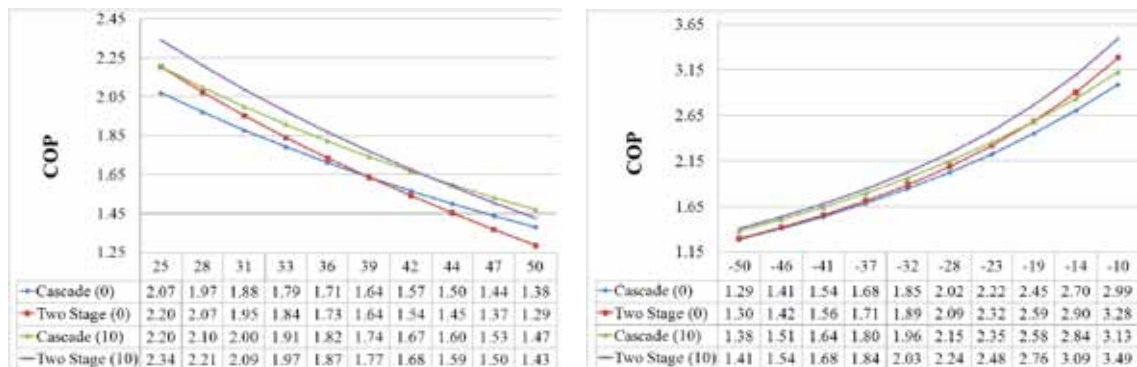 2.45
2.25
2.05
1.85
1.65
1.45
1.25
COP
25 28 31 33 36 39 42 44 47 50
Cascade (0) 2.07 1.97 1.88 1.79 1.71 1.64 1.57 1.50 1.44 1.38
Two Stage (0) 2.20 2.07 1.95 1.84 1.73 1.64 1.54 1.45 1.37 1.29
Cascade (10) 2.20 2.10 2.00 1.91 1.82 1.74 1.67 1.60 1.53 1.47
Two Stage (10) 2.34 2.21 2.09 1.97 1.87 1.77 1.68 1.59 1.50 1.43
3.65
3.15
2.65
2.15
1.65
1.15
COP
-50 -46 -41 -37 -32 -28 -23 -19 -14 -10
Cascade (0) 1.29 1.41 1.54 1.68 1.85 2.02 2.22 2.45 2.70 2.99
Two Stage (0) 1.30 1.42 1.56 1.71 1.89 2.09 2.32 2.59 2.90 3.28
Cascade (10) 1.38 1.51 1.64 1.80 1.96 2.15 2.35 2.58 2.84 3.13
Two Stage (10) 1.41 1.54 1.68 1.84 2.03 2.24 2.48 2.76 3.09 3.49